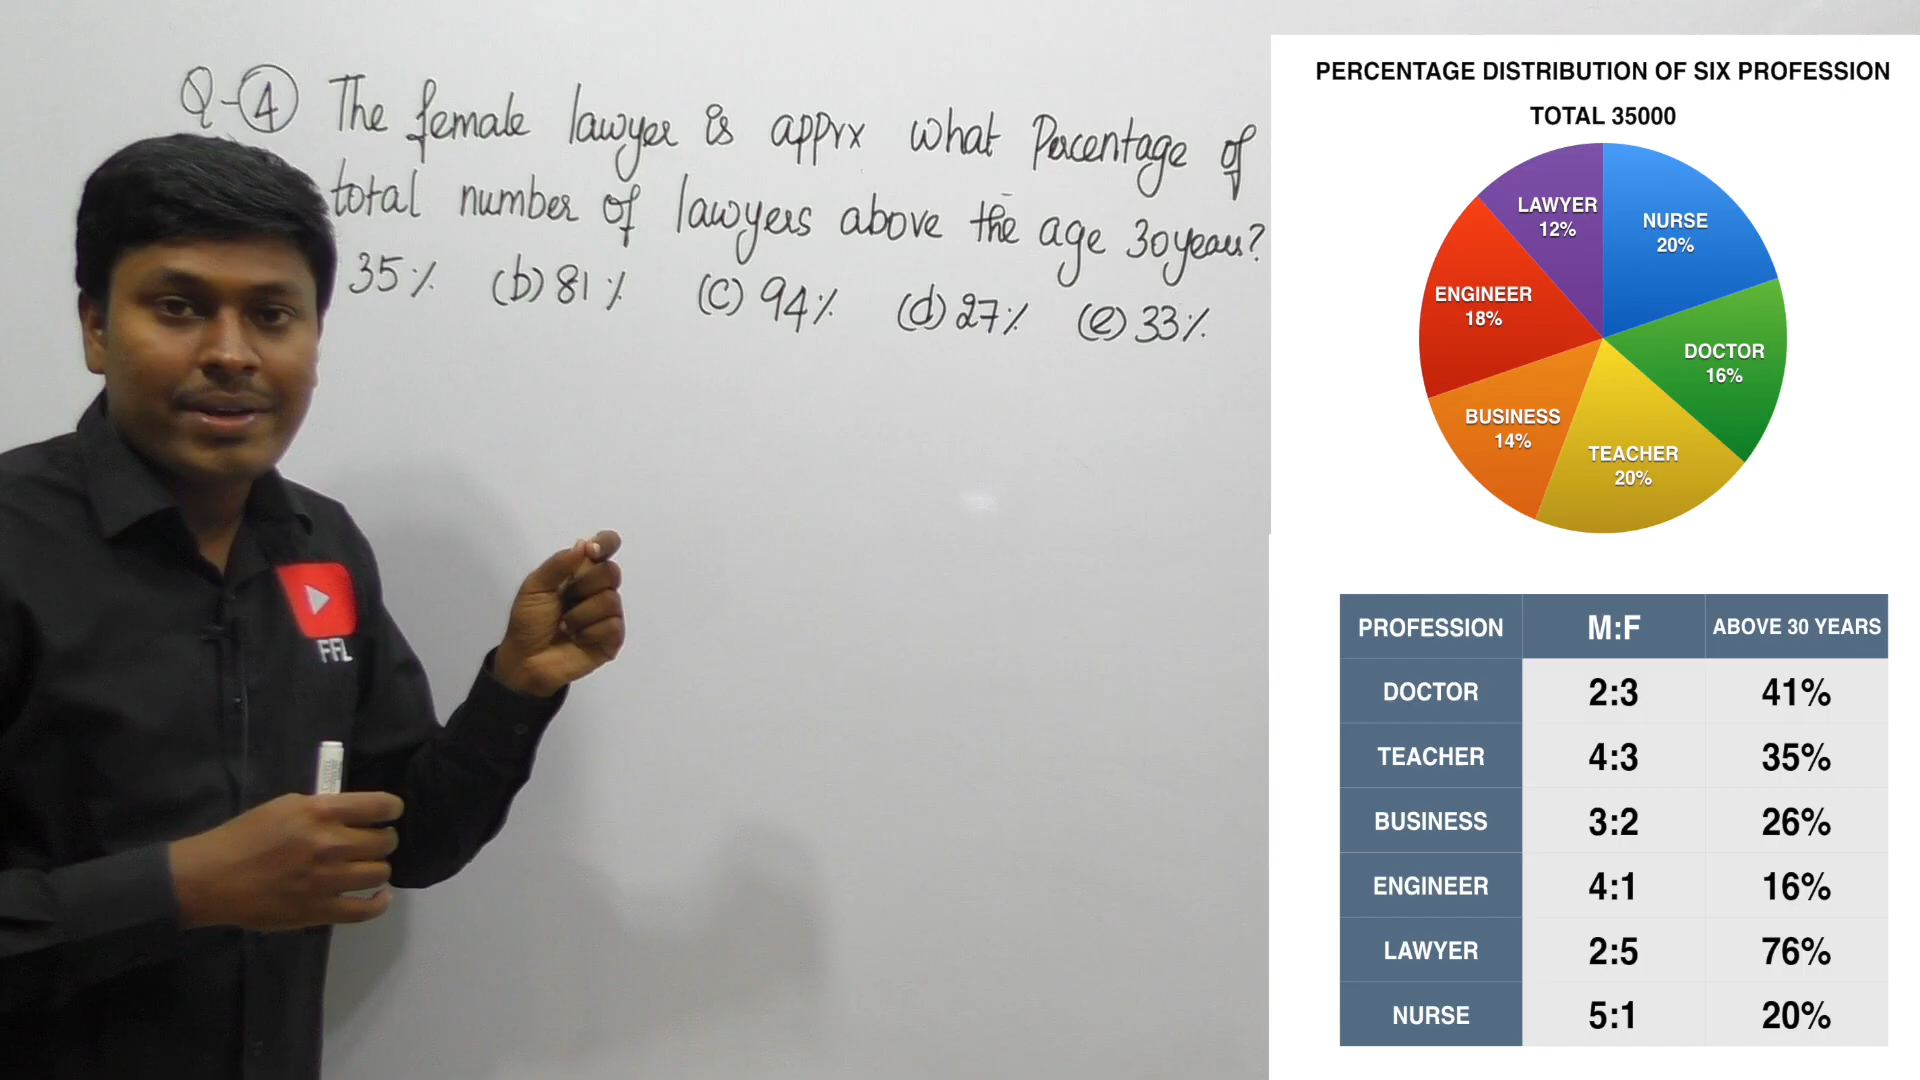 Q-4 The female lawyer is apprx what Percentage of
total number of lawyers above the age 30 years?
35% (b) 81% (c) 94% (d) 27% (e) 33%
FFL
PERCENTAGE DISTRIBUTION OF SIX PROFESSION
TOTAL 35000
LAWYER
12%
NURSE
20%
ENGINEER
18%
DOCTOR
16%
BUSINESS
14%
TEACHER
20%
PROFESSION M:F ABOVE 30 YEARS
DOCTOR 2:3 41%
TEACHER 4:3 35%
BUSINESS 3:2 26%
ENGINEER 4:1 16%
LAWYER 2:5 76%
NURSE 5:1 20%